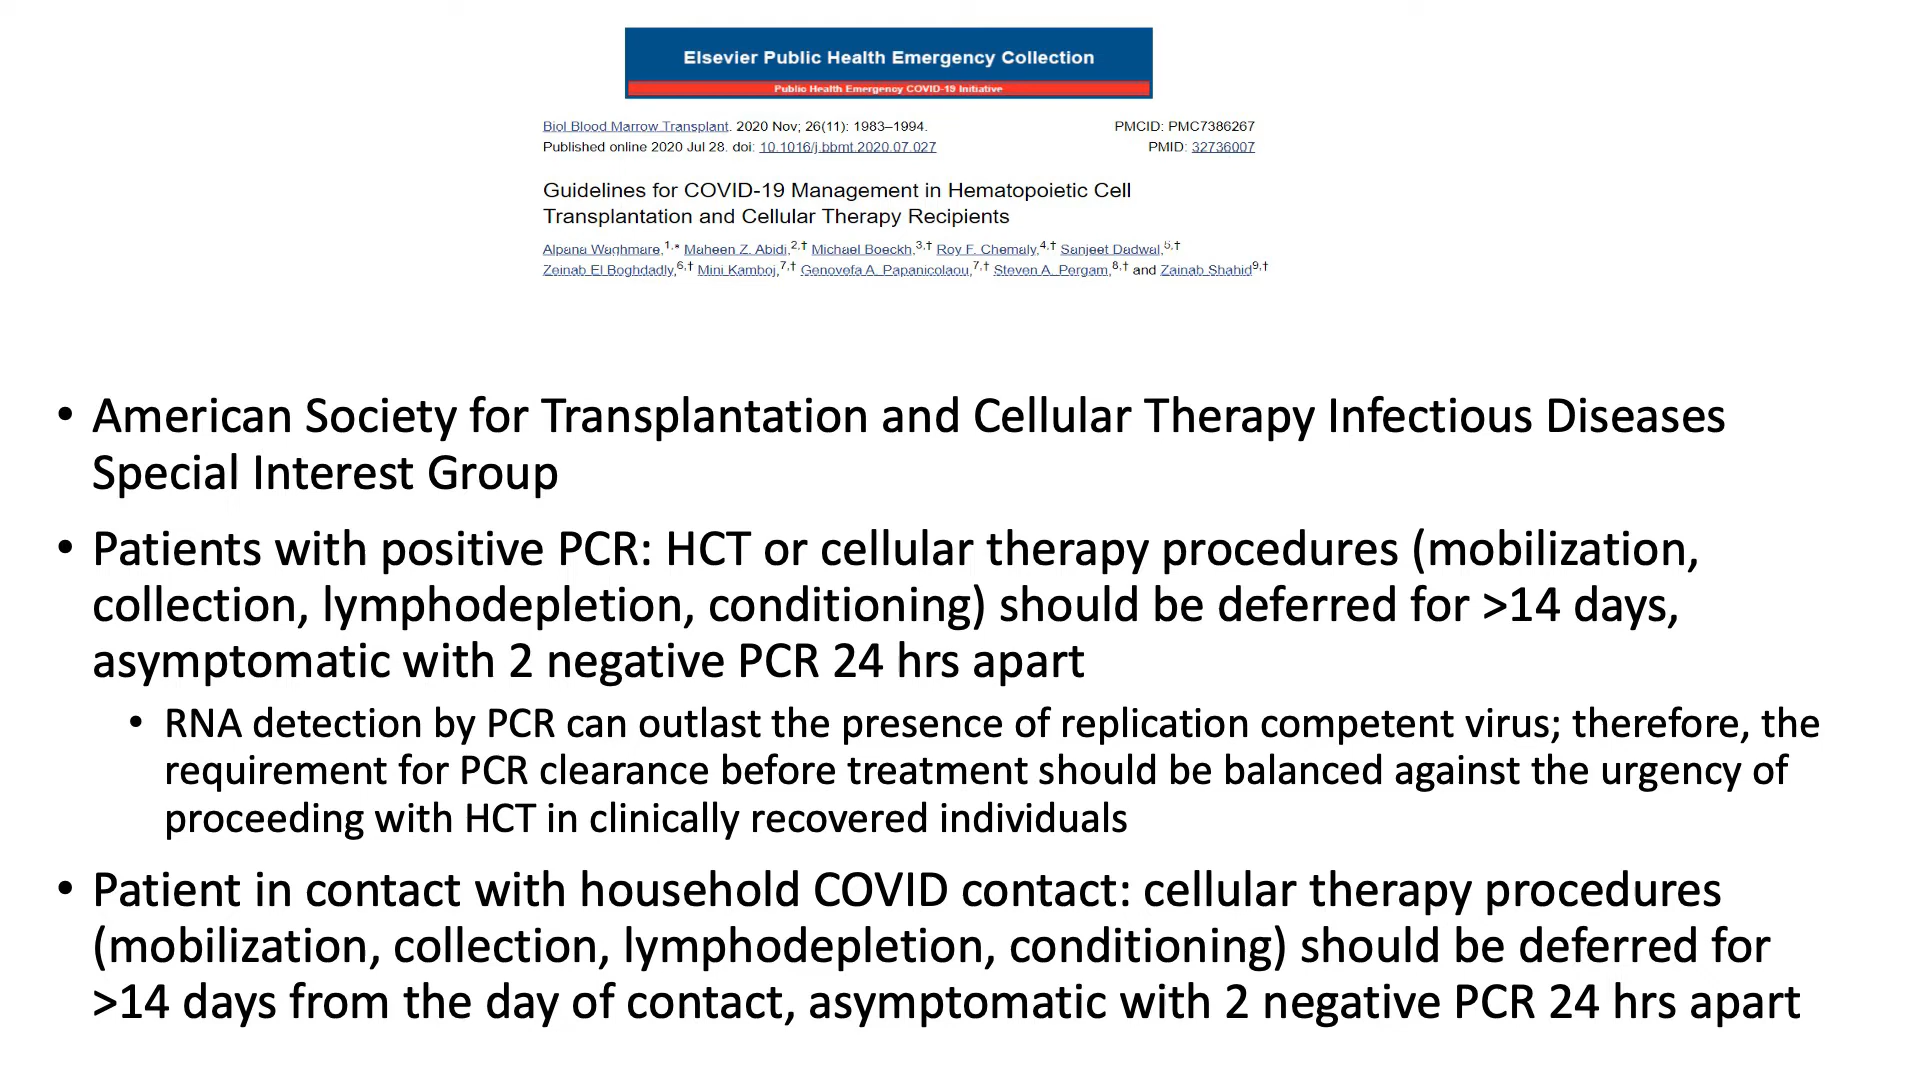 Elsevier Public Health Emergency Collection
Public Health Emergency COVID-19 Initiative
Biol Blood Marrow Transplant. 2020 Nov; 26(11): 1983–1994. PMCID: PMC7386267
Published online 2020 Jul 28. doi: 10.1016/j.bbmt.2020.07.027 PMID: 32736007
Guidelines for COVID-19 Management in Hematopoietic Cell
Transplantation and Cellular Therapy Recipients
Alpana Waghmare,1,* Maheen Z. Abidi,2,† Michael Boeckh,3,† Roy F. Chemaly,4,† Sanjeet Dadwal,5,†
Zeinab El Boghdadly,6,† Mini Kamboj,7,† Genovefa A. Papanicolaou,7,† Steven A. Pergam,8,† and Zainab Shahid9,†
• American Society for Transplantation and Cellular Therapy Infectious Diseases
Special Interest Group
• Patients with positive PCR: HCT or cellular therapy procedures (mobilization,
collection, lymphodepletion, conditioning) should be deferred for >14 days,
asymptomatic with 2 negative PCR 24 hrs apart
• RNA detection by PCR can outlast the presence of replication competent virus; therefore, the
requirement for PCR clearance before treatment should be balanced against the urgency of
proceeding with HCT in clinically recovered individuals
• Patient in contact with household COVID contact: cellular therapy procedures
(mobilization, collection, lymphodepletion, conditioning) should be deferred for
>14 days from the day of contact, asymptomatic with 2 negative PCR 24 hrs apart